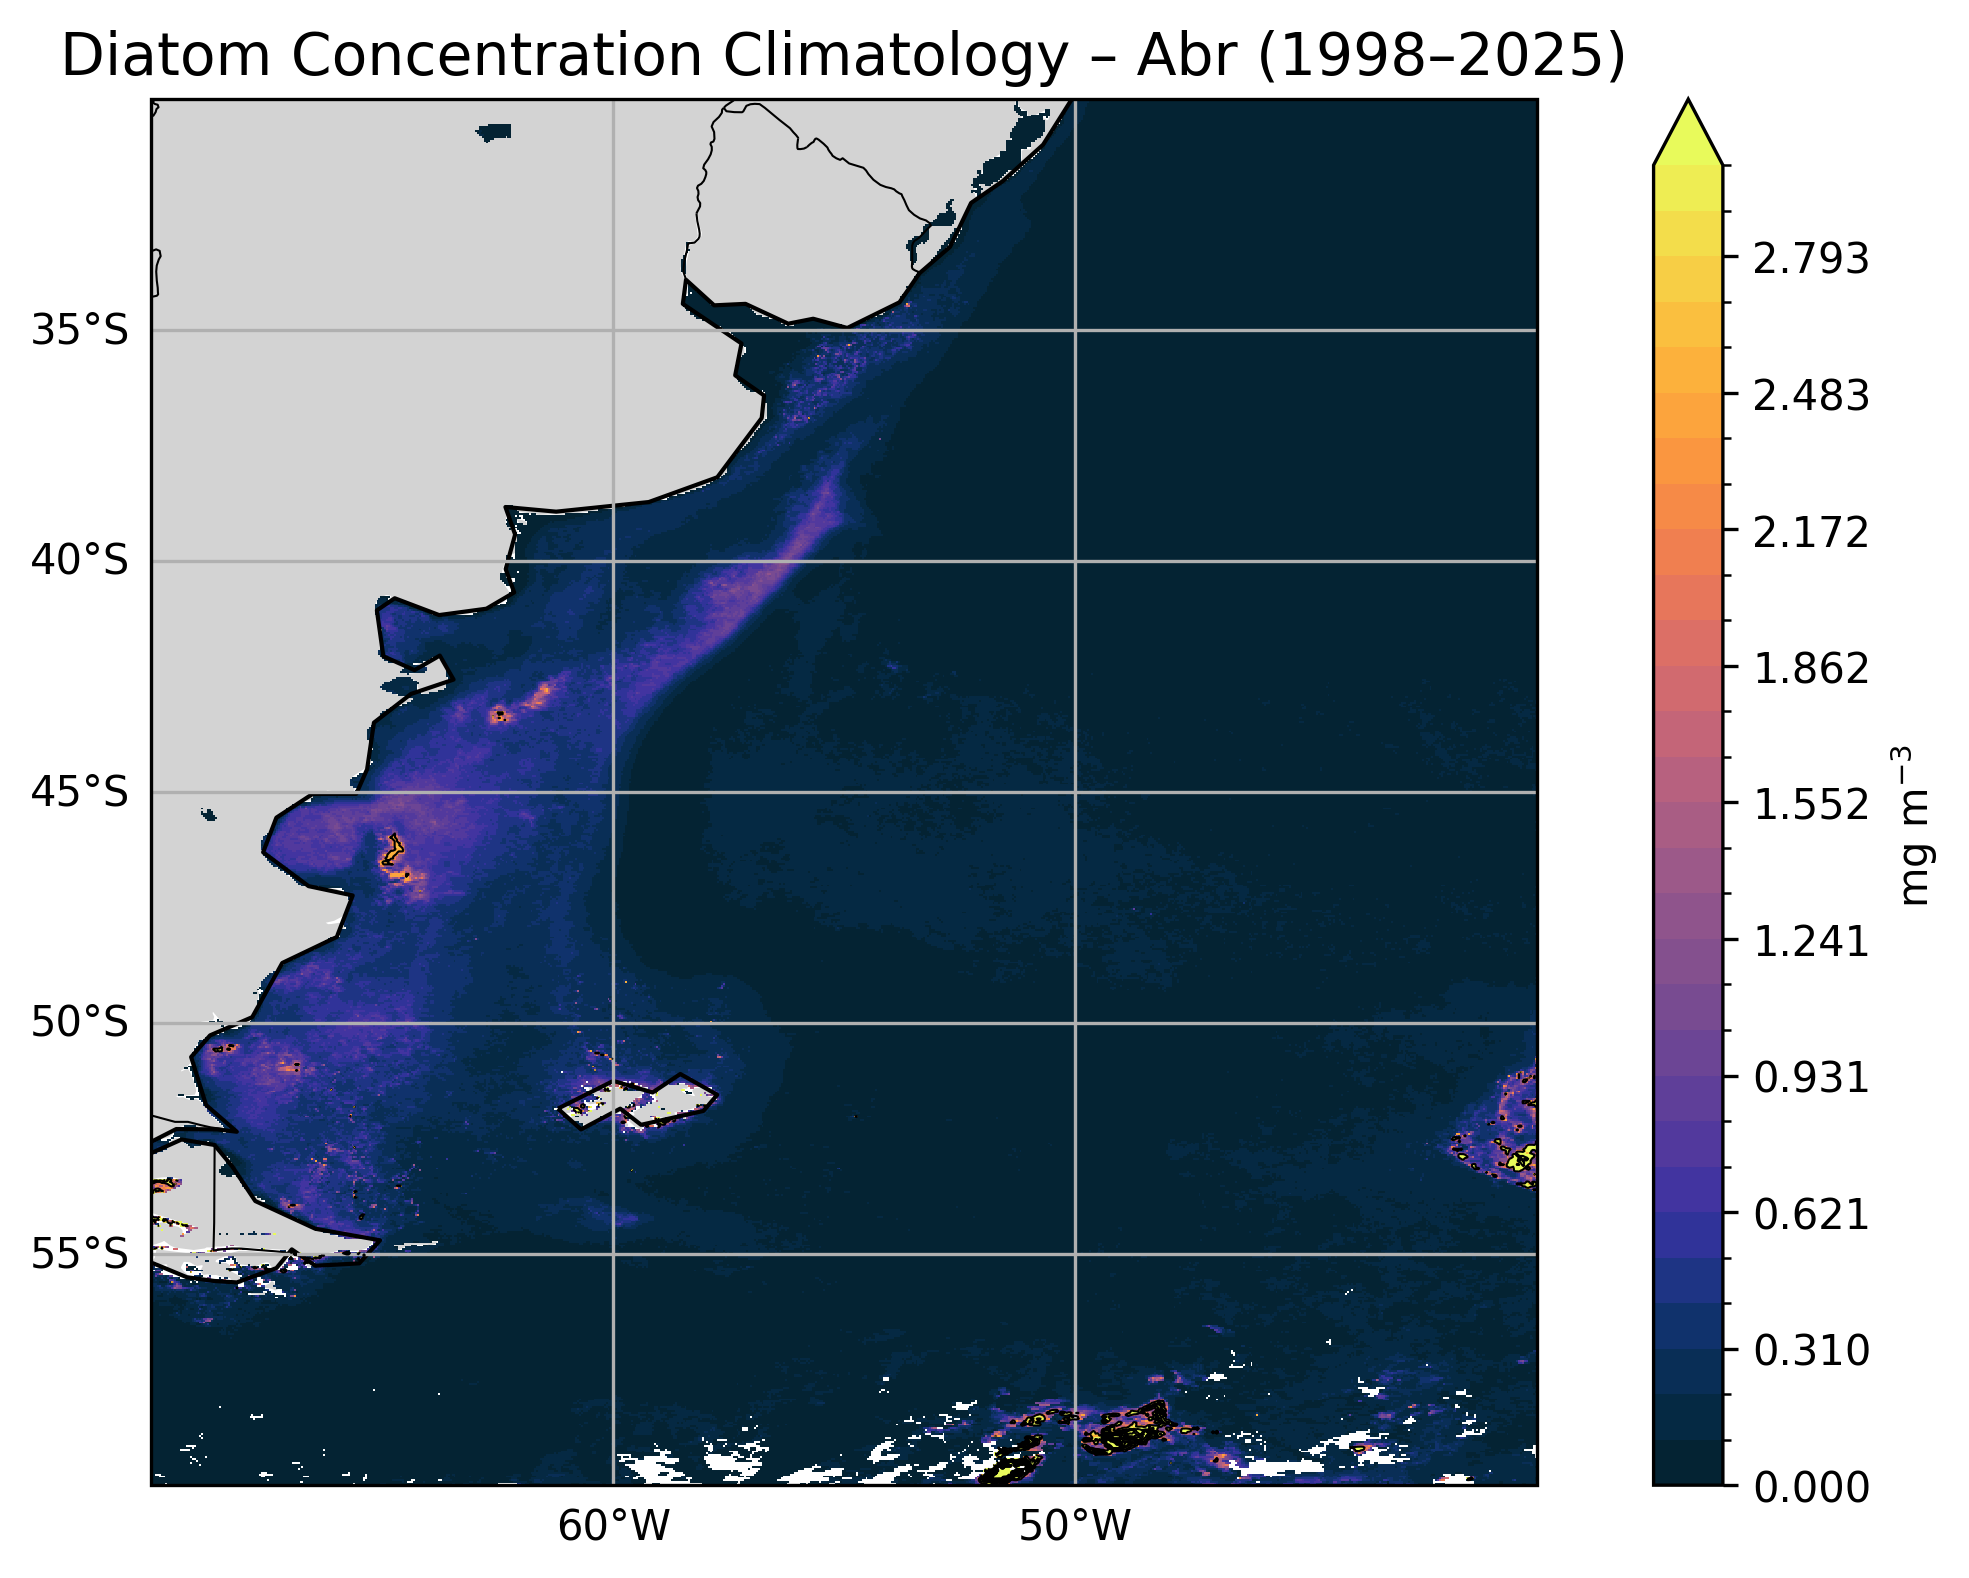 Diatom Concentration Climatology – Abr (1998–2025)
35°S
40°S
45°S
50°S
55°S
60°W
50°W
2.793
2.483
2.172
1.862
1.552
1.241
0.931
0.621
0.310
0.000
mg m⁻³